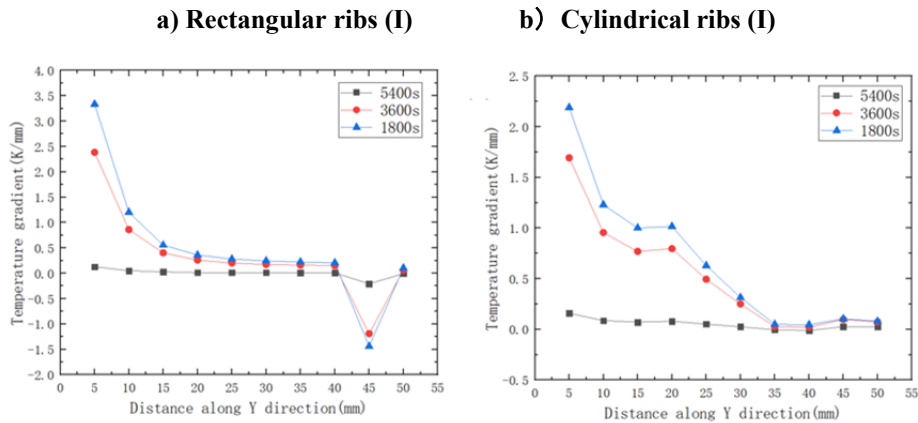 a) Rectangular ribs (I)
b) Cylindrical ribs (I)
4.0
3.5
3.0
2.5
2.0
1.5
1.0
0.5
0.0
-0.5
-1.0
-1.5
-2.0
Temperature gradient(K/mm)
5400s
3600s
1800s
0 5 10 15 20 25 30 35 40 45 50 55
Distance along Y direction(mm)
2.5
2.0
1.5
1.0
0.5
0.0
-0.5
Temperature gradient(K/mm)
5400s
3600s
1800s
0 5 10 15 20 25 30 35 40 45 50 55
Distance along Y direction(mm)